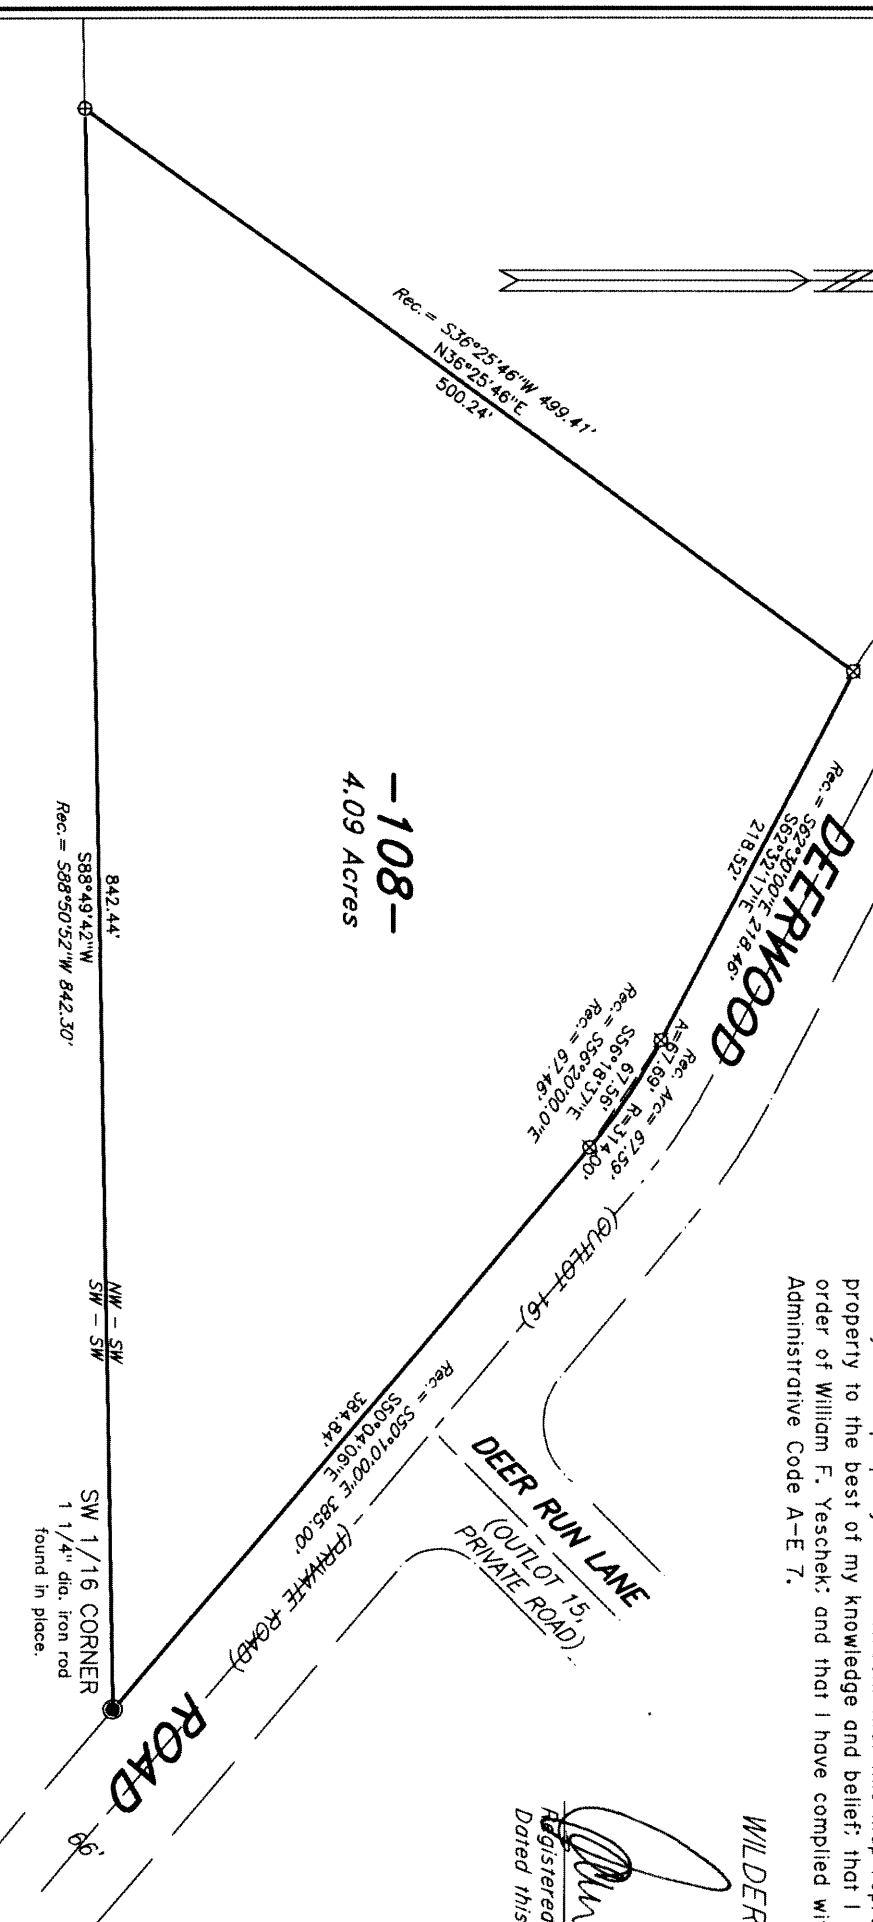 property to the best of my knowledge and belief; that I
order of William F. Yeschek; and that I have complied
Administrative Code A-E 7.
Rec.= S36°25'46"W 499.41'
N36°25'46"E
500.24'
DEERWOOD
Rec.= S62°30'00"E 218.46'
S62°32'17"E
218.52'
-108-
4.09 Acres
Rec. Arc= 67.59'
A=67.69' R=314.00'
67.56'
S56°18'37"E
Rec.= S56°20'00.0"E
Rec.= 67.46'
(OUTLOT 16)
842.44'
S88°49'42"W
Rec.= S88°50'52"W 842.30'
NW - SW
SW - SW
Rec.= S50°10'00"E 385.00'
S50°04'06"E
384.84'
(PRIVATE ROAD)
DEER RUN LANE
(OUTLOT 15,
PRIVATE ROAD)
SW 1/16 CORNER
1 1/4" dia. iron rod
found in place.
ROAD
66'
WILDER
Registered
Dated this